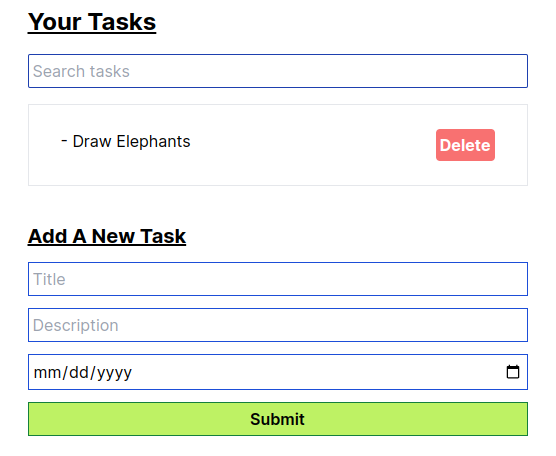 Your Tasks
Search tasks
- Draw Elephants Delete
Add A New Task
Title
Description
mm/dd/yyyy
Submit